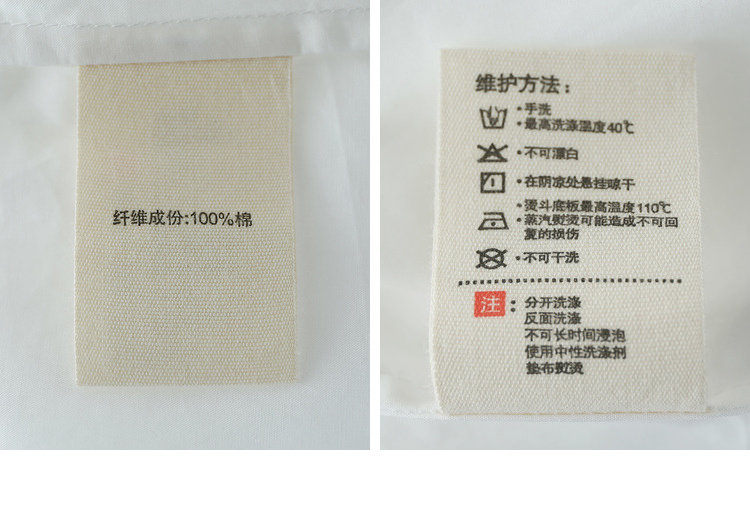 纤维成份:100%棉
维护方法:
•手洗
•最高洗涤温度40℃
•不可漂白
•在阴凉处悬挂晾干
•熨斗底板最高温度110℃
•蒸汽熨烫可能造成不可回
复的损伤
•不可干洗
注:分开洗涤
反面洗涤
不可长时间浸泡
使用中性洗涤剂
垫布熨烫